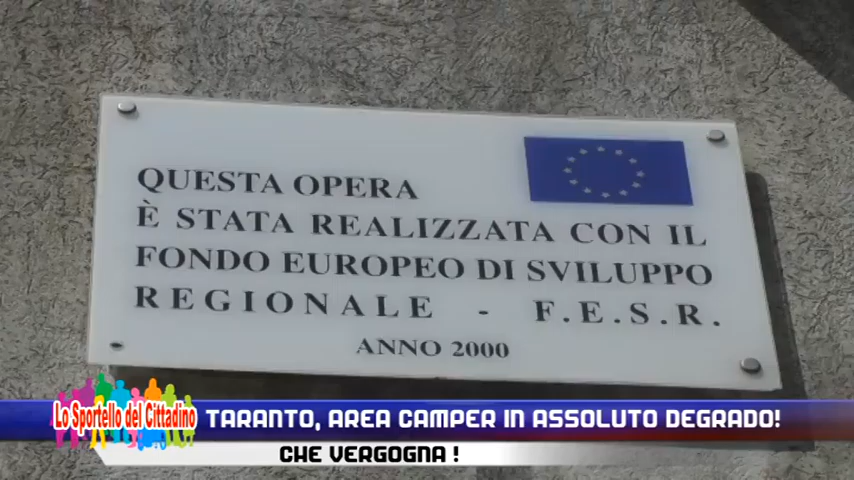 QUESTA OPERA
È STATA REALIZZATA CON IL
FONDO EUROPEO DI SVILUPPO
REGIONALE - F.E.S.R.
ANNO 2000
Lo Sportello del Cittadino
TARANTO, AREA CAMPER IN ASSOLUTO DEGRADO!
CHE VERGOGNA !